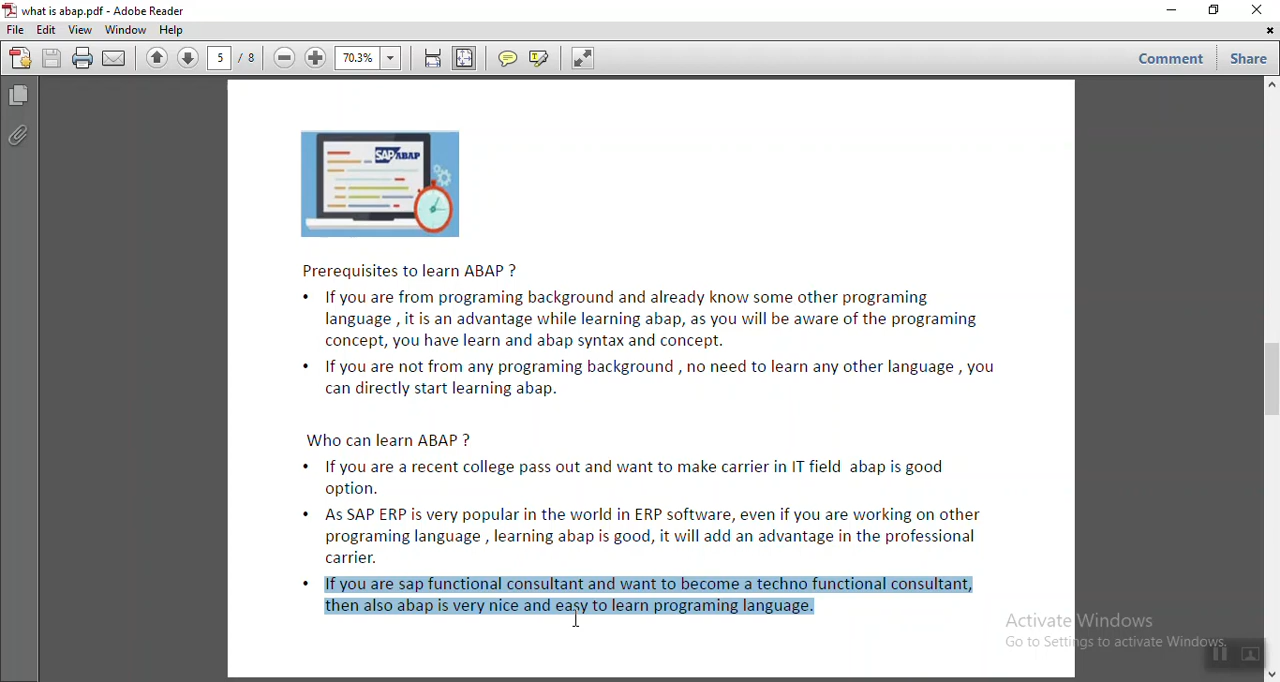 what is abap.pdf - Adobe Reader
File Edit View Window Help
5 / 8 70.3% Comment Share
SAP ABAP
Prerequisites to learn ABAP ?
• If you are from programing background and already know some other programing
language , it is an advantage while learning abap, as you will be aware of the programing
concept, you have learn and abap syntax and concept.
• If you are not from any programing background , no need to learn any other language , you
can directly start learning abap.
Who can learn ABAP ?
• If you are a recent college pass out and want to make carrier in IT field abap is good
option.
• As SAP ERP is very popular in the world in ERP software, even if you are working on other
programing language , learning abap is good, it will add an advantage in the professional
carrier.
• If you are sap functional consultant and want to become a techno functional consultant,
then also abap is very nice and easy to learn programing language.
Activate Windows
Go to Settings to activate Windows.